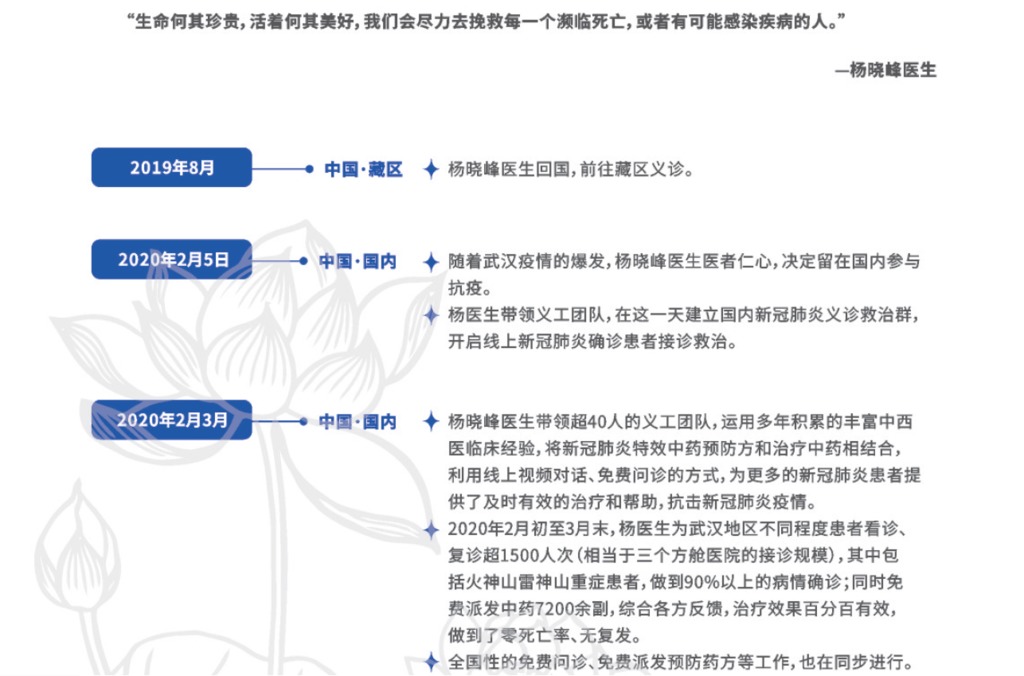 “生命何其珍贵，活着何其美好，我们会尽力去挽救每一个濒临死亡，或者有可能感染疾病的人。”
—杨晓峰医生
2019年8月 中国·藏区 杨晓峰医生回国，前往藏区义诊。
2020年2月5日 中国·国内 随着武汉疫情的爆发，杨晓峰医生医者仁心，决定留在国内参与
抗疫。
杨医生带领义工团队，在这一天建立国内新冠肺炎义诊救治群，
开启线上新冠肺炎确诊患者接诊救治。
2020年2月3月 中国·国内 杨晓峰医生带领超40人的义工团队，运用多年积累的丰富中西
医临床经验，将新冠肺炎特效中药预防方和治疗中药相结合，
利用线上视频对话、免费问诊的方式，为更多的新冠肺炎患者提
供了及时有效的治疗和帮助，抗击新冠肺炎疫情。
2020年2月初至3月末，杨医生为武汉地区不同程度患者看诊、
复诊超1500人次（相当于三个方舱医院的接诊规模），其中包
括火神山雷神山重症患者，做到90%以上的病情确诊；同时免
费派发中药7200余副，综合各方反馈，治疗效果百分百有效，
做到了零死亡率、无复发。
全国性的免费问诊、免费派发预防药方等工作，也在同步进行。